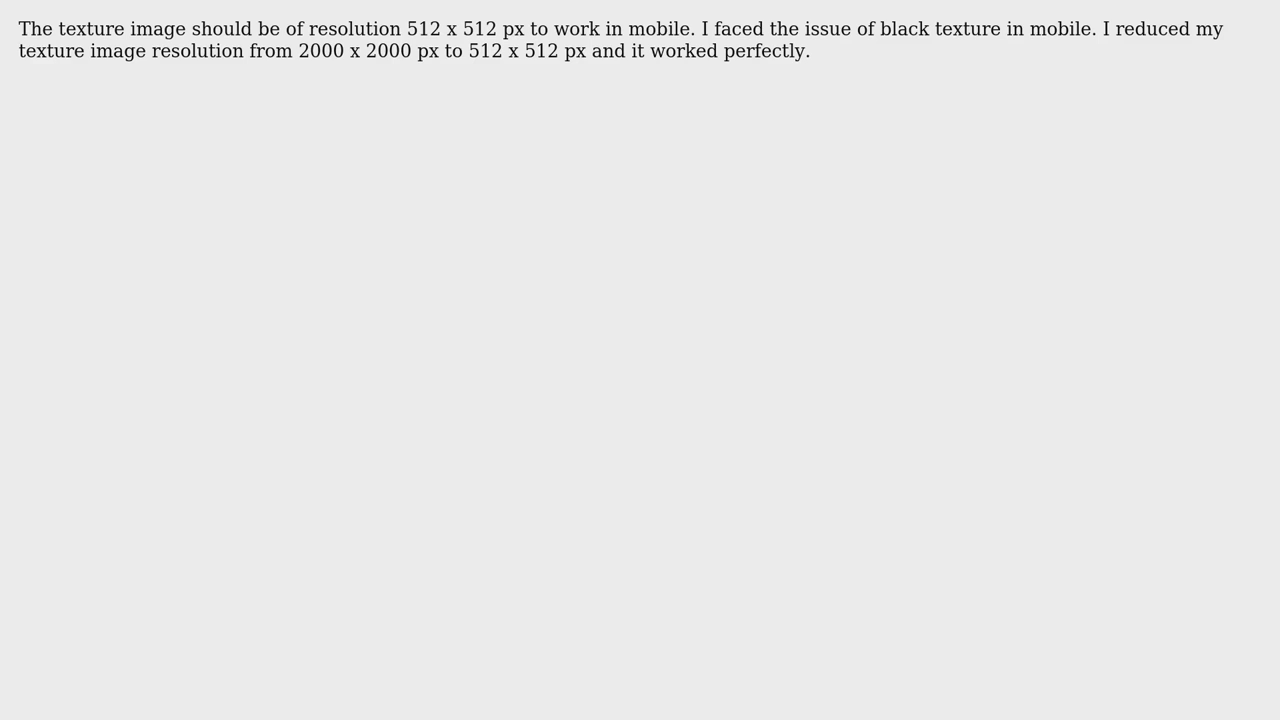 The texture image should be of resolution 512 x 512 px to work in mobile. I faced the issue of black texture in mobile. I reduced my
texture image resolution from 2000 x 2000 px to 512 x 512 px and it worked perfectly.